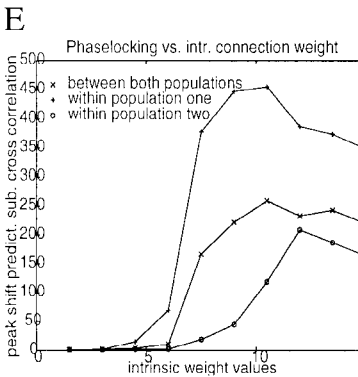 E
Phaselocking vs. intr. connection weight
500
450
400
350
300
250
200
150
100
50
0
peak shift predict. sub. cross correlation
× between both populations
+ within population one
o within population two
0 5 10
intrinsic weight values